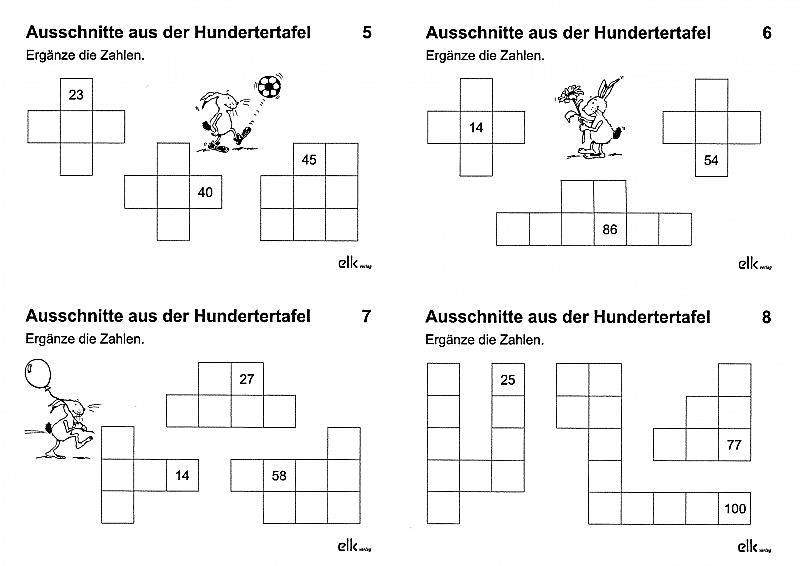 Ausschnitte aus der Hundertertafel 5
Ergänze die Zahlen.
23
45
40
elk verlag
Ausschnitte aus der Hundertertafel 6
Ergänze die Zahlen.
14
54
86
elk verlag
Ausschnitte aus der Hundertertafel 7
Ergänze die Zahlen.
27
14 58
elk verlag
Ausschnitte aus der Hundertertafel 8
Ergänze die Zahlen.
25
77
100
elk verlag